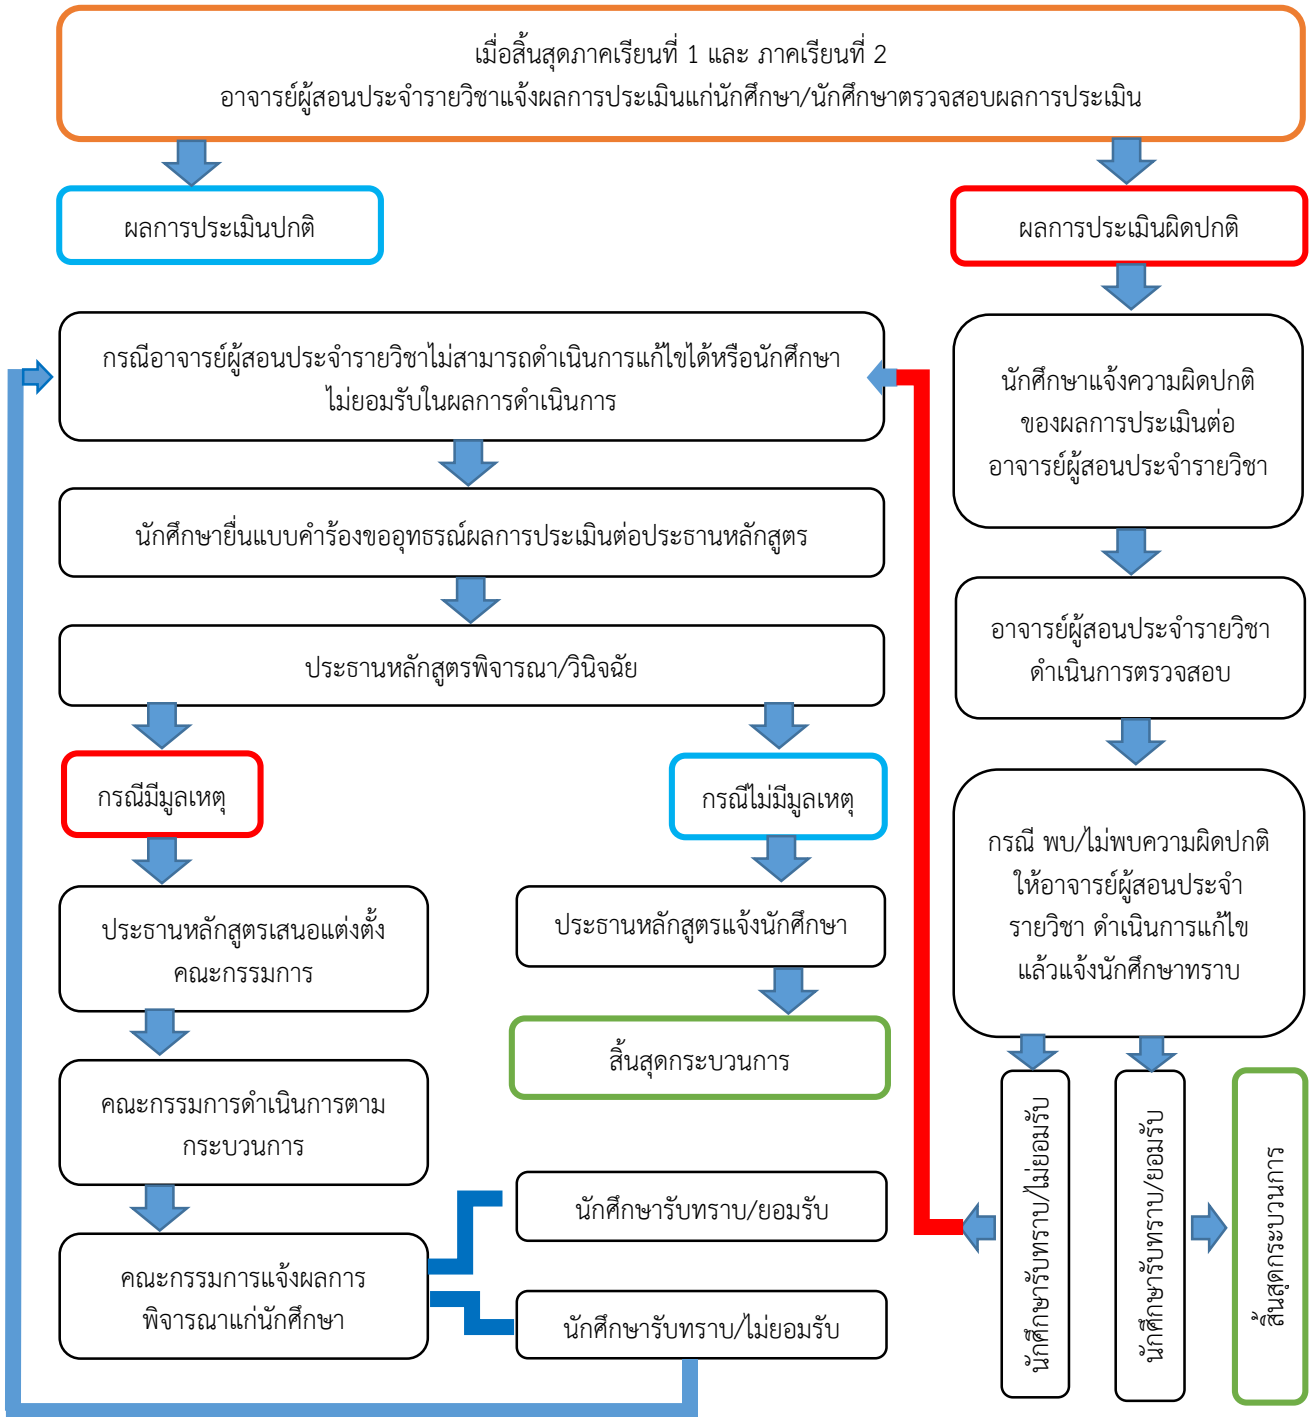 เมื่อสิ้นสุดภาคเรียนที่ 1 และ ภาคเรียนที่ 2
อาจารย์ผู้สอนประจำรายวิชาแจ้งผลการประเมินแก่นักศึกษา/นักศึกษาตรวจสอบผลการประเมิน
ผลการประเมินปกติ
ผลการประเมินผิดปกติ
กรณีอาจารย์ผู้สอนประจำรายวิชาไม่สามารถดำเนินการแก้ไขได้หรือนักศึกษา
ไม่ยอมรับในผลการดำเนินการ
นักศึกษายื่นแบบคำร้องขออุทธรณ์ผลการประเมินต่อประธานหลักสูตร
ประธานหลักสูตรพิจารณา/วินิจฉัย
กรณีมีมูลเหตุ
กรณีไม่มีมูลเหตุ
ประธานหลักสูตรเสนอแต่งตั้ง
คณะกรรมการ
ประธานหลักสูตรแจ้งนักศึกษา
สิ้นสุดกระบวนการ
คณะกรรมการดำเนินการตาม
กระบวนการ
คณะกรรมการแจ้งผลการ
พิจารณาแก่นักศึกษา
นักศึกษารับทราบ/ยอมรับ
นักศึกษารับทราบ/ไม่ยอมรับ
นักศึกษาแจ้งความผิดปกติ
ของผลการประเมินต่อ
อาจารย์ผู้สอนประจำรายวิชา
อาจารย์ผู้สอนประจำรายวิชา
ดำเนินการตรวจสอบ
กรณี พบ/ไม่พบความผิดปกติ
ให้อาจารย์ผู้สอนประจำ
รายวิชา ดำเนินการแก้ไข
แล้วแจ้งนักศึกษาทราบ
นักศึกษารับทราบ/ไม่ยอมรับ
นักศึกษารับทราบ/ยอมรับ
สิ้นสุดกระบวนการ